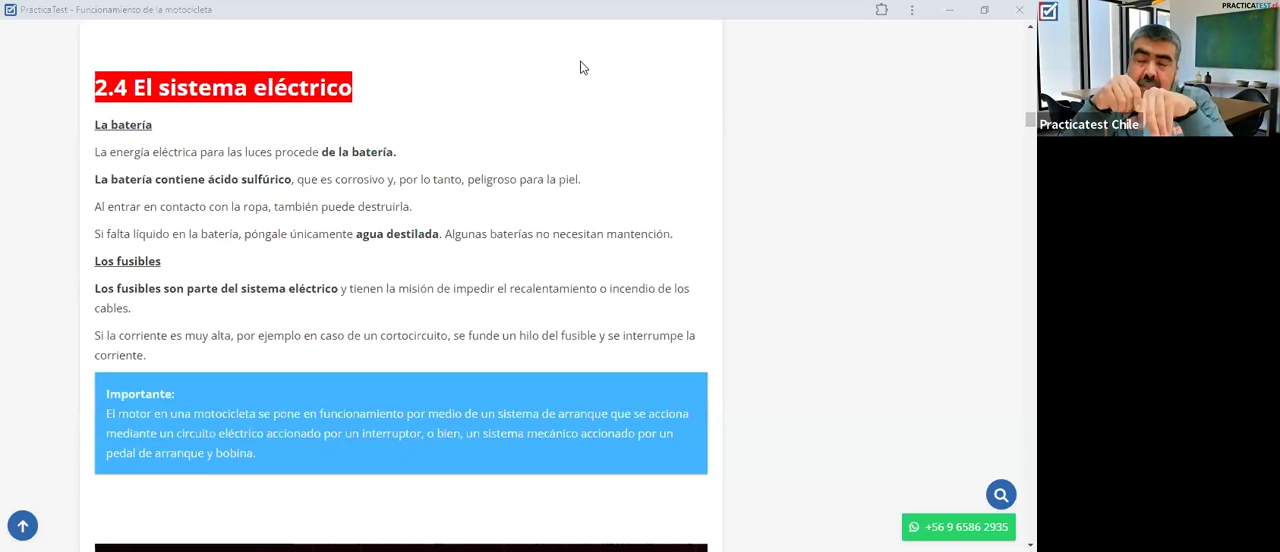 PracticaTest - Funcionamiento de la motocicleta
PRACTICATEST.cl
2.4 El sistema eléctrico
La batería
La energía eléctrica para las luces procede de la batería.
Practicatest Chile
La batería contiene ácido sulfúrico, que es corrosivo y, por lo tanto, peligroso para la piel.
Al entrar en contacto con la ropa, también puede destruirla.
Si falta líquido en la batería, póngale únicamente agua destilada. Algunas baterías no necesitan mantención.
Los fusibles
Los fusibles son parte del sistema eléctrico y tienen la misión de impedir el recalentamiento o incendio de los
cables.
Si la corriente es muy alta, por ejemplo en caso de un cortocircuito, se funde un hilo del fusible y se interrumpe la
corriente.
Importante:
El motor en una motocicleta se pone en funcionamiento por medio de un sistema de arranque que se acciona
mediante un circuito eléctrico accionado por un interruptor, o bien, un sistema mecánico accionado por un
pedal de arranque y bobina.
+56 9 6586 2935